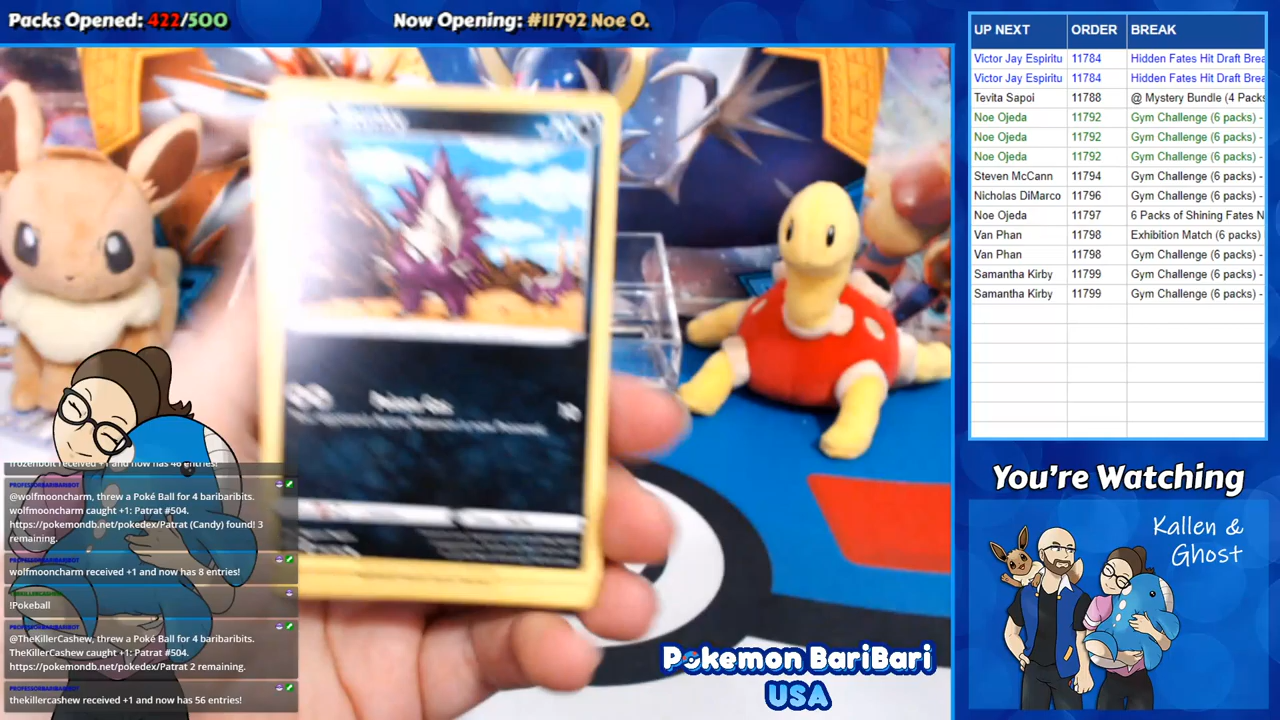 Packs Opened: 422/500
Now Opening: #11792 Noe O.
UP NEXT ORDER BREAK
Victor Jay Espiritu 11784 Hidden Fates Hit Draft Brea
Victor Jay Espiritu 11784 Hidden Fates Hit Draft Brea
Tevita Sapoi 11788 @ Mystery Bundle (4 Packs
Noe Ojeda 11792 Gym Challenge (6 packs) -
Noe Ojeda 11792 Gym Challenge (6 packs) -
Noe Ojeda 11792 Gym Challenge (6 packs) -
Steven McCann 11794 Gym Challenge (6 packs) -
Nicholas DiMarco 11796 Gym Challenge (6 packs) -
Noe Ojeda 11797 6 Packs of Shining Fates N
Van Phan 11798 Exhibition Match (6 packs)
Van Phan 11798 Gym Challenge (6 packs) -
Samantha Kirby 11799 Gym Challenge (6 packs) -
Samantha Kirby 11799 Gym Challenge (6 packs) -
You're Watching
Kallen &
Ghost
frozenbolt received +1 and now has 46 entries!
PROFESSORBARIBARIBOT
@wolfmooncharm, threw a Poké Ball for 4 baribaribits.
wolfmooncharm caught +1: Patrat #504.
https://pokemondb.net/pokedex/Patrat (Candy) found! 3
remaining.
PROFESSORBARIBARIBOT
wolfmooncharm received +1 and now has 8 entries!
THEKILLERCASHEW
!Pokeball
PROFESSORBARIBARIBOT
@TheKillerCashew, threw a Poké Ball for 4 baribaribits.
TheKillerCashew caught +1: Patrat #504.
https://pokemondb.net/pokedex/Patrat 2 remaining.
PROFESSORBARIBARIBOT
thekillercashew received +1 and now has 56 entries!
Pokemon BariBari
USA